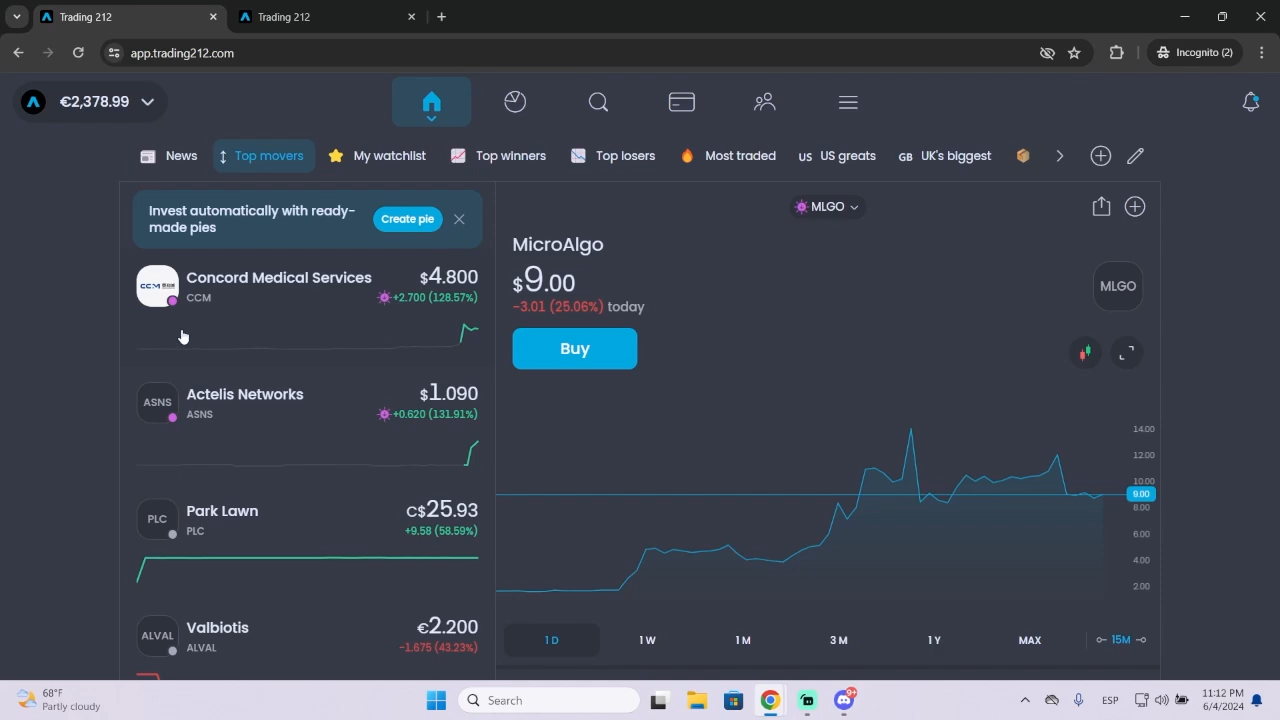 Trading 212
Trading 212
app.trading212.com
Incognito (2)
€2,378.99
News
Top movers
My watchlist
Top winners
Top losers
Most traded
US US greats
GB UK's biggest
Invest automatically with ready-
made pies
Create pie
Concord Medical Services
$4.800
CCM
CCM
+2.700 (128.57%)
Actelis Networks
$1.090
ASNS
ASNS
+0.620 (131.91%)
Park Lawn
C$25.93
PLC
PLC
+9.58 (58.59%)
Valbiotis
€2.200
ALVAL
ALVAL
-1.675 (43.23%)
MLGO
MicroAlgo
$9.00
-3.01 (25.06%) today
MLGO
Buy
14.00
12.00
10.00
9.00
8.00
6.00
4.00
2.00
1 D
1 W
1 M
3 M
1 Y
MAX
15M
68°F
Partly cloudy
Search
9+
ESP
11:12 PM
6/4/2024